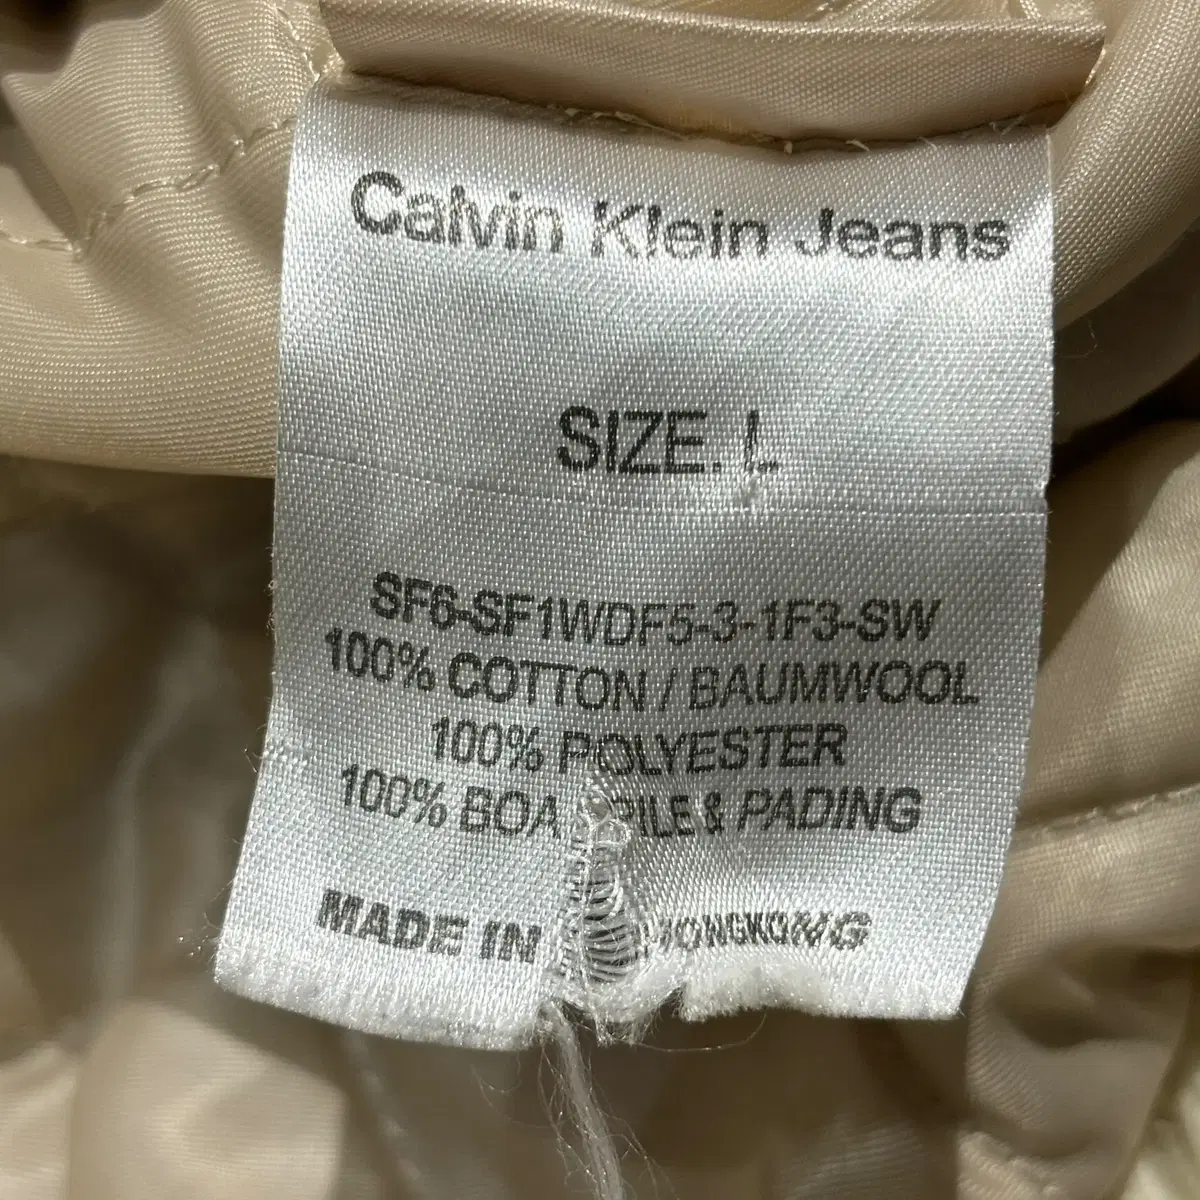 Calvin Klein Jeans
SIZE. L
SF6-SF1WDF5-3-1F3-SW
100% COTTON / BAUMWOOL
100% POLYESTER
100% BOA PILE & PADING
MADE IN HONGKONG